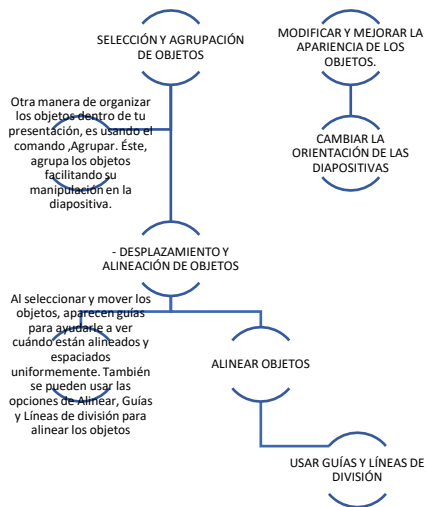 SELECCIÓN Y AGRUPACIÓN
DE OBJETOS
Otra manera de organizar
los objetos dentro de tu
presentación, es usando el
comando ,Agrupar. Éste,
agrupa los objetos
facilitando su
manipulación en la
diapositiva.
- DESPLAZAMIENTO Y
ALINEACIÓN DE OBJETOS
Al seleccionar y mover los
objetos, aparecen guías
para ayudarle a ver
cuándo están alineados y
espaciados
uniformemente. También
se pueden usar las
opciones de Alinear, Guías
y Líneas de división para
alinear los objetos
ALINEAR OBJETOS
USAR GUÍAS Y LÍNEAS DE
DIVISIÓN
MODIFICAR Y MEJORAR LA
APARIENCIA DE LOS
OBJETOS.
CAMBIAR LA
ORIENTACIÓN DE LAS
DIAPOSITIVAS